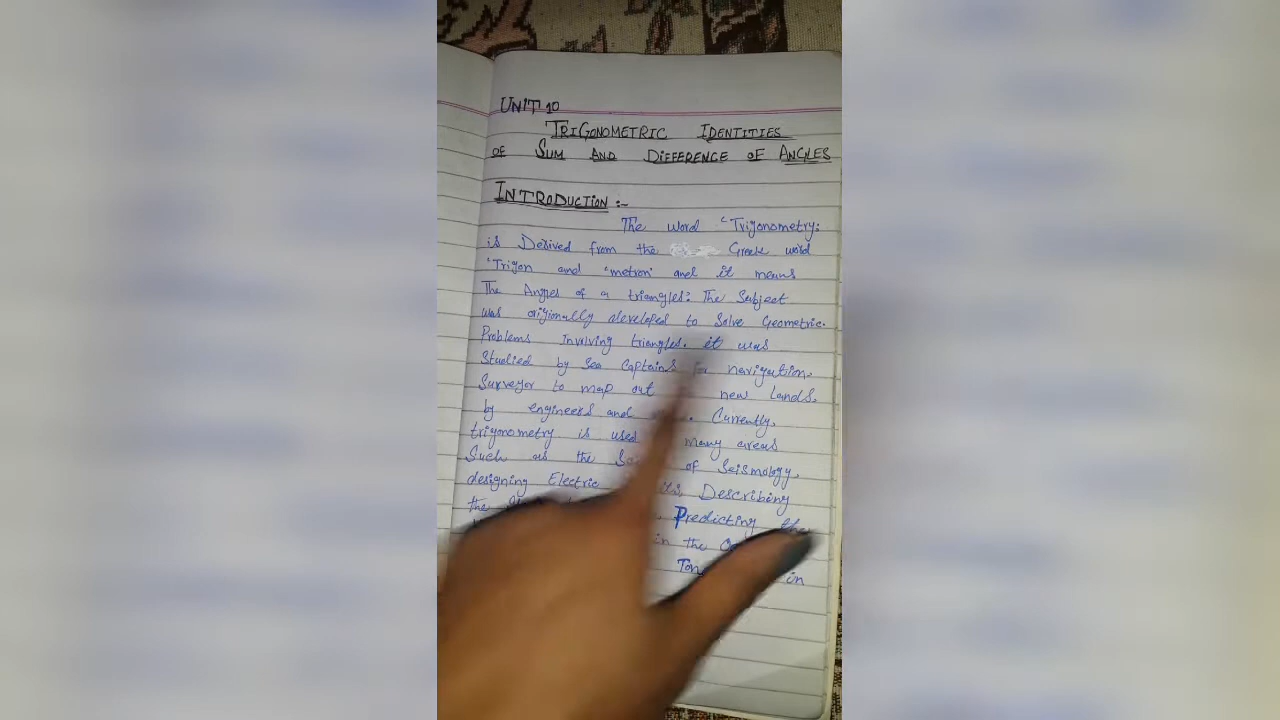 UNIT 10
TRIGONOMETRIC IDENTITIES
OF SUM AND DIFFERENCE OF ANGLES
INTRODUCTION :-
The word 'Trigonometry:
is Derived from the Greek word
'Trigon and 'metron' and it means
The Angles of a triangles: The Subject
was originally developed to Solve Geometric.
Problems Involving triangles. it was
Studied by Sea Captains for navigation.
Surveyor to map out new Lands.
by engineers and . Currently,
trigonometry is used many areas
Such as the of Seismology,
designing Electric Describing
the Predicting the
in the
in